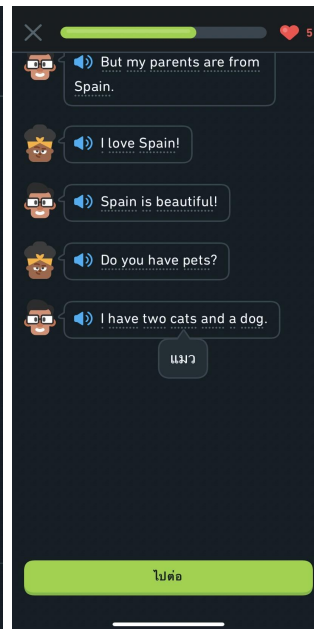 5
But my parents are from
Spain.
I love Spain!
Spain is beautiful!
Do you have pets?
I have two cats and a dog.
แมว
ไปต่อ